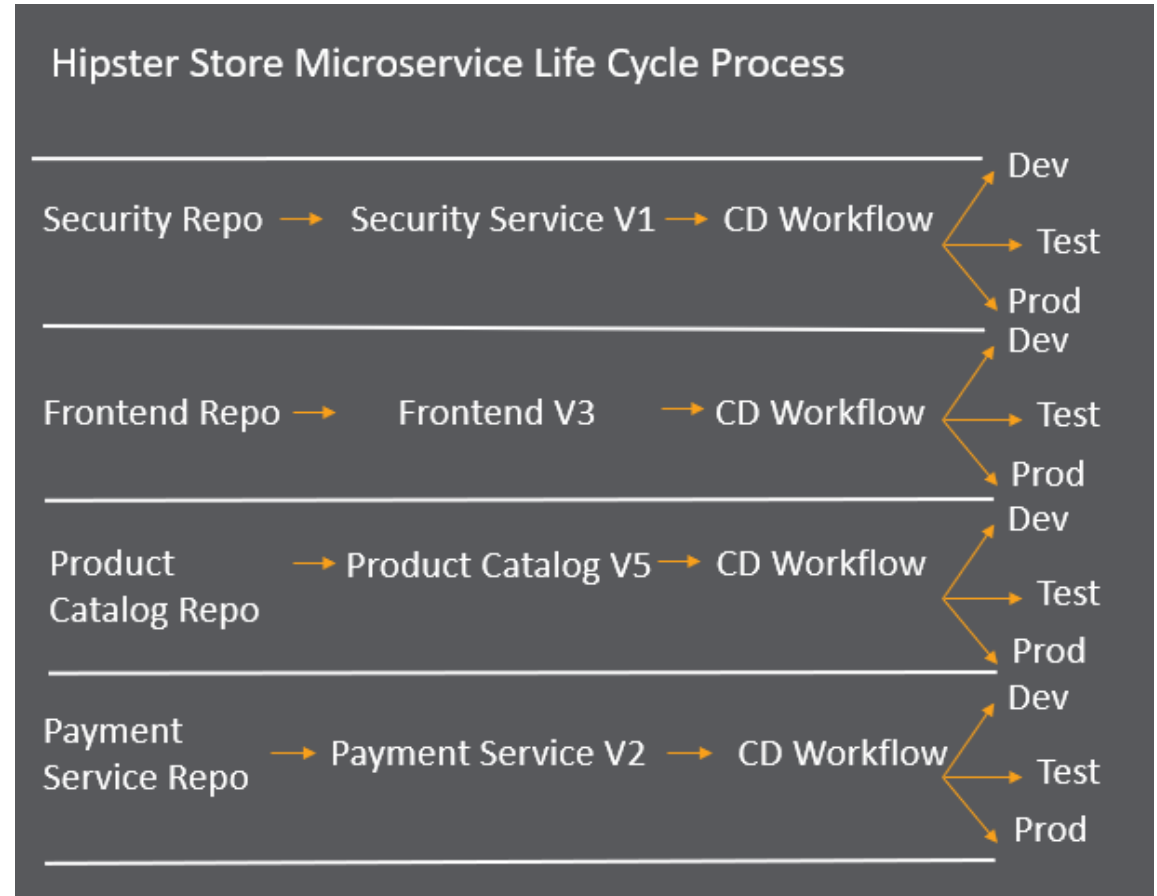 Hipster Store Microservice Life Cycle Process
Dev
Security Repo Security Service V1 CD Workflow
Test
Prod
Dev
Frontend Repo Frontend V3 CD Workflow
Test
Prod
Dev
Product
Catalog Repo
Product Catalog V5 CD Workflow
Test
Prod
Dev
Payment
Service Repo
Payment Service V2 CD Workflow
Test
Prod